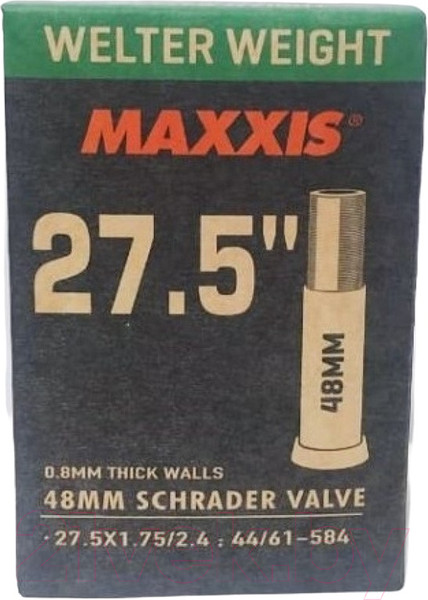 WELTER WEIGHT
MAXXIS®
27.5"
48MM
0.8MM THICK WALLS
48MM SCHRADER VALVE
· 27.5X1.75/2.4 ; 44/61-584